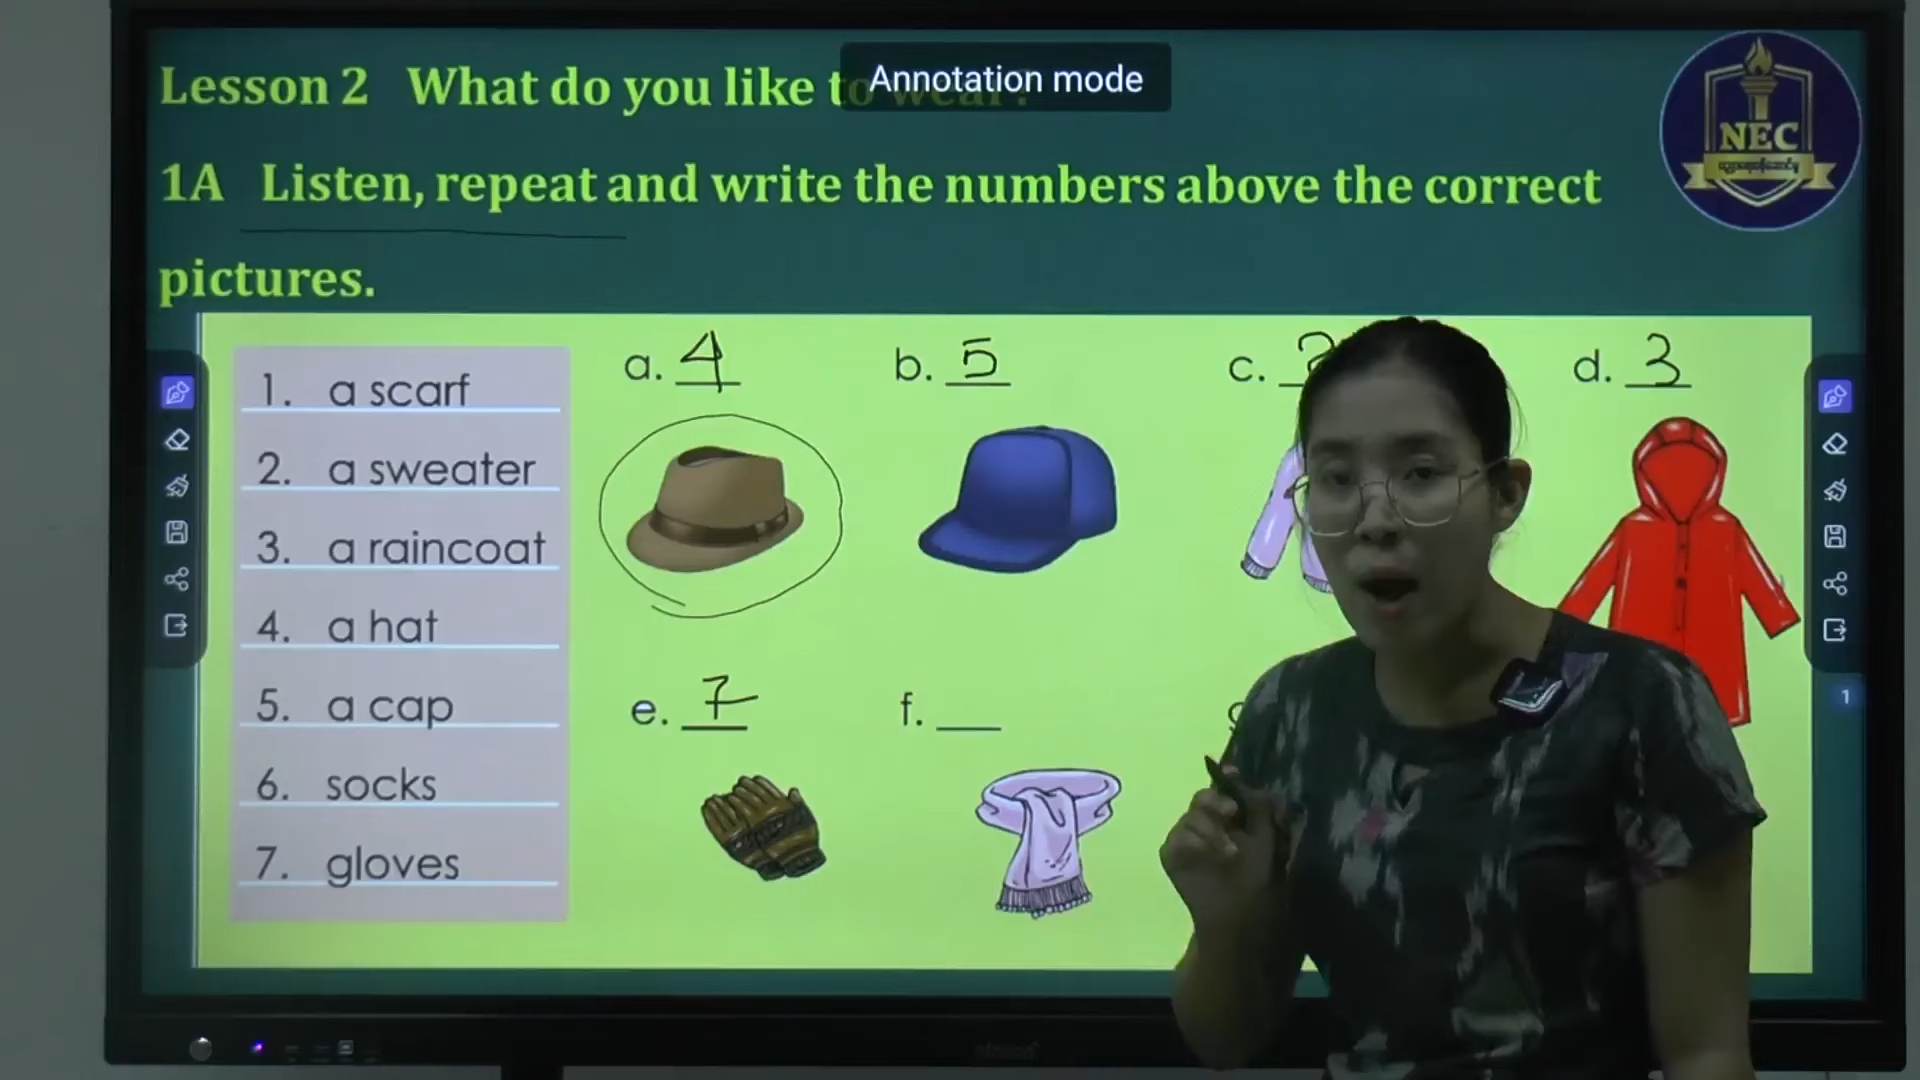 Lesson 2 What do you like to wear?
Annotation mode
1A Listen, repeat and write the numbers above the correct
pictures.
NEC
1. a scarf
2. a sweater
3. a raincoat
4. a hat
5. a cap
6. socks
7. gloves
a. 4
b. 5
c.
d. 3
e. 7
f.
1